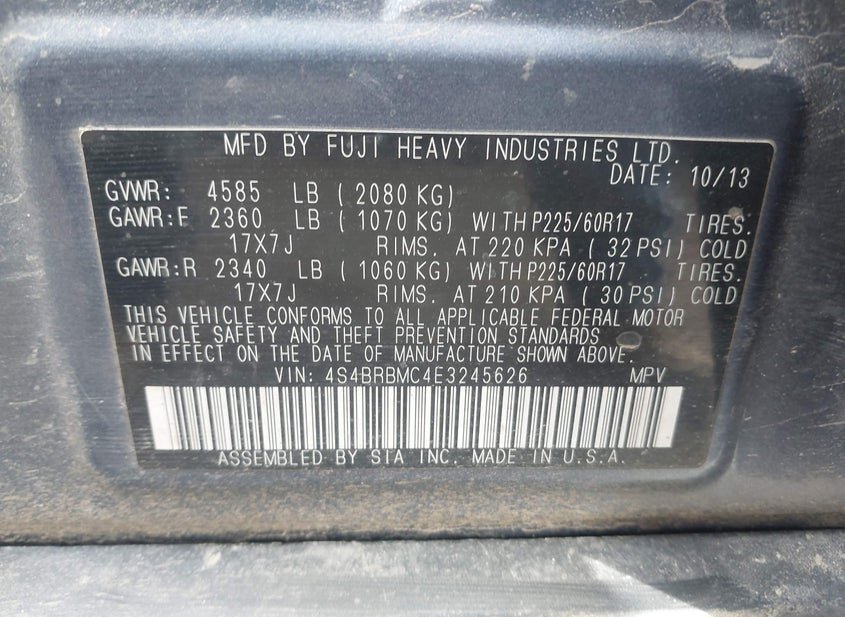 MFD BY FUJI HEAVY INDUSTRIES LTD.
DATE: 10/13
GVWR: 4585 LB ( 2080 KG)
GAWR:F 2360 LB ( 1070 KG) WITH P225/60R17 TIRES.
17X7J RIMS. AT 220 KPA ( 32 PSI) COLD
GAWR:R 2340 LB ( 1060 KG) WITH P225/60R17 TIRES.
17X7J RIMS. AT 210 KPA ( 30 PSI) COLD
THIS VEHICLE CONFORMS TO ALL APPLICABLE FEDERAL MOTOR
VEHICLE SAFETY AND THEFT PREVENTION STANDARDS
IN EFFECT ON THE DATE OF MANUFACTURE SHOWN ABOVE.
VIN: 4S4BRBMC4E3245626 MPV
ASSEMBLED BY SIA INC. MADE IN U.S.A.